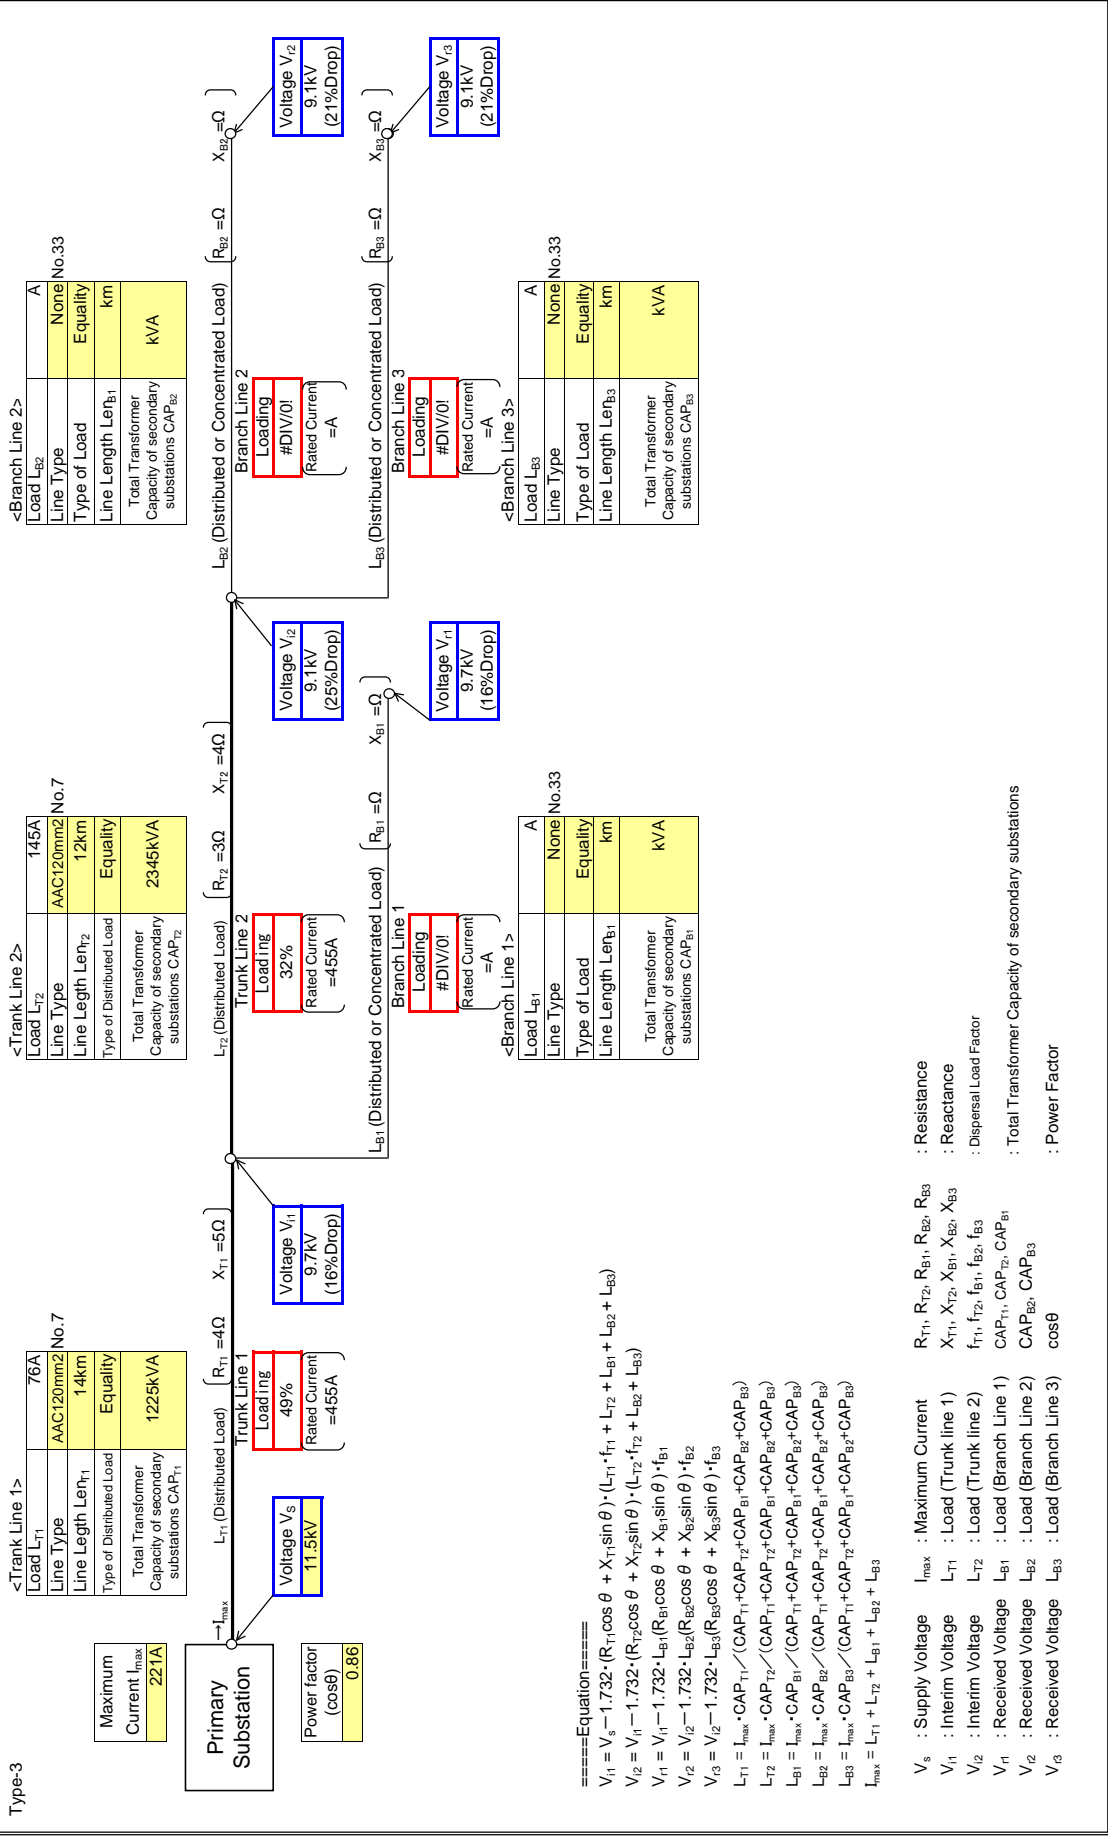 Type-3
Maximum
Current Imax
221A
Primary
Substation
Power factor
(cosθ)
0.86
→Imax
Voltage VS
11.5kV
<Trank Line 1>
Load LT1 76A
Line Type AAC120mm2 No.7
Line Length LenT1 14km
Type of Distributed Load Equality
Total Transformer
Capacity of secondary
substations CAPT1
1225kVA
LT1 (Distributed Load) (RT1 =4Ω XT1 =5Ω)
Trunk Line 1
Loading
49%
(Rated Current
=455A)
Voltage Vi1
9.7kV
(16%Drop)
<Trank Line 2>
Load LT2 145A
Line Type AAC120mm2 No.7
Line Legth LenT2 12km
Type of Distributed Load Equality
Total Transformer
Capacity of secondary
substations CAPT2
2345kVA
LT2 (Distributed Load) (RT2 =3Ω XT2 =4Ω)
Trunk Line 2
Loading
32%
(Rated Current
=455A)
Voltage Vi2
9.1kV
(25%Drop)
LB1 (Distributed or Concentrated Load) (RB1 =Ω XB1 =Ω)
Branch Line 1
Loading
#DIV/0!
(Rated Current
=A)
Voltage Vr1
9.7kV
(16%Drop)
<Branch Line 1>
Load LB1 A
Line Type None No.33
Type of Load Equality
Line Length LenB1 km
Total Transformer
Capacity of secondary
substations CAPB1
kVA
<Branch Line 2>
Load LB2 A
Line Type None No.33
Type of Load Equality
Line Length LenB1 km
Total Transformer
Capacity of secondary
substations CAPB2
kVA
LB2 (Distributed or Concentrated Load) (RB2 =Ω XB2 =Ω)
Branch Line 2
Loading
#DIV/0!
(Rated Current
=A)
Voltage Vr2
9.1kV
(21%Drop)
LB3 (Distributed or Concentrated Load) (RB3 =Ω XB3 =Ω)
Branch Line 3
Loading
#DIV/0!
(Rated Current
=A)
Voltage Vr3
9.1kV
(21%Drop)
<Branch Line 3>
Load LB3 A
Line Type None No.33
Type of Load Equality
Line Length LenB3 km
Total Transformer
Capacity of secondary
substations CAPB3
kVA
=====Equation=====
Vi1 = Vs－1.732・(RT1cos θ + XT1sin θ)・(LT1・fT1 + LT2 + LB1 + LB2 + LB3)
Vi2 = Vi1－1.732・(RT2cos θ + XT2sin θ)・(LT2・fT2 + LB2 + LB3)
Vr1 = Vi1－1.732・LB1(RB1cos θ + XB1sin θ)・fB1
Vr2 = Vi2－1.732・LB2(RB2cos θ + XB2sin θ)・fB2
Vr3 = Vi2－1.732・LB3(RB3cos θ + XB3sin θ)・fB3
LT1 = Imax・CAPT1／(CAPT1+CAPT2+CAPB1+CAPB2+CAPB3)
LT2 = Imax・CAPT2／(CAPT1+CAPT2+CAPB1+CAPB2+CAPB3)
LB1 = Imax・CAPB1／(CAPT1+CAPT2+CAPB1+CAPB2+CAPB3)
LB2 = Imax・CAPB2／(CAPT1+CAPT2+CAPB1+CAPB2+CAPB3)
LB3 = Imax・CAPB3／(CAPT1+CAPT2+CAPB1+CAPB2+CAPB3)
Imax = LT1 + LT2 + LB1 + LB2 + LB3
Vs : Supply Voltage Imax : Maximum Current RT1, RT2, RB1, RB2, RB3 : Resistance
Vi1 : Interim Voltage LT1 : Load (Trunk line 1) XT1, XT2, XB1, XB2, XB3 : Reactance
Vi2 : Interim Voltage LT2 : Load (Trunk line 2) fT1, fT2, fB1, fB2, fB3 : Dispersal Load Factor
Vr1 : Received Voltage LB1 : Load (Branch Line 1) CAPT1, CAPT2, CAPB1 : Total Transformer Capacity of secondary substations
Vr2 : Received Voltage LB2 : Load (Branch Line 2) CAPB2, CAPB3
Vr3 : Received Voltage LB3 : Load (Branch Line 3) cosθ : Power Factor